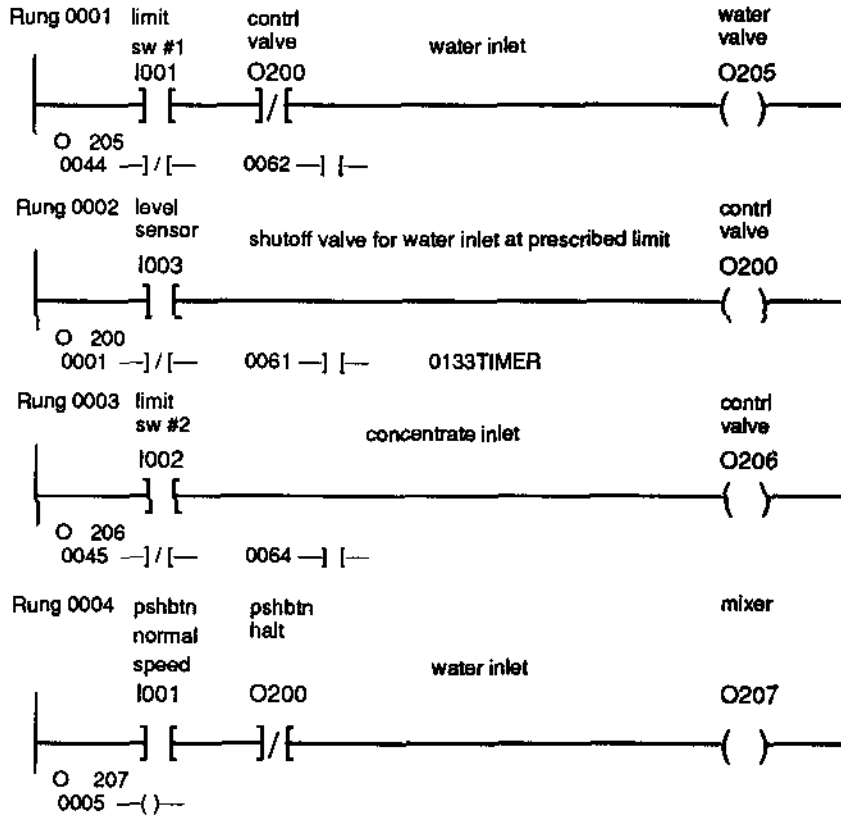 Rung 0001 limit contrl water
sw #1 valve water inlet valve
I001 O200 O205
] [ ]/[ ( )
O 205
0044 —]/[— 0062 —] [—
Rung 0002 level contrl
sensor shutoff valve for water inlet at prescribed limit valve
I003 O200
] [ ( )
O 200
0001 —]/[— 0061 —] [— 0133TIMER
Rung 0003 limit contrl
sw #2 concentrate inlet valve
I002 O206
] [ ( )
O 206
0045 —]/[— 0064 —] [—
Rung 0004 pshbtn pshbtn mixer
normal halt
speed water inlet
I001 O200 O207
] [ ]/[ ( )
O 207
0005 —( )—